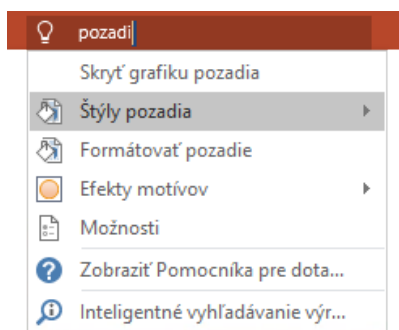 pozadi
Skryť grafiku pozadia
Štýly pozadia
Formátovať pozadie
Efekty motívov
Možnosti
Zobraziť Pomocníka pre dota...
Inteligentné vyhľadávanie výr...